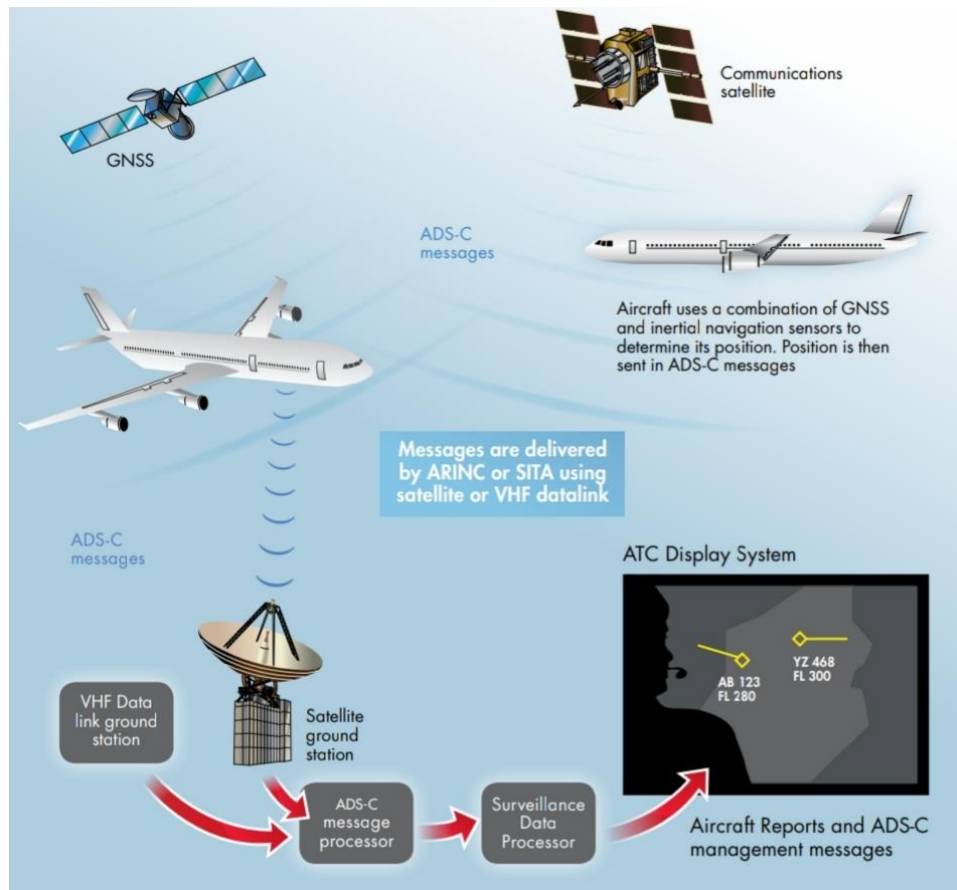 Communications
satellite
GNSS
ADS-C
messages
Aircraft uses a combination of GNSS
and inertial navigation sensors to
determine its position. Position is then
sent in ADS-C messages
Messages are delivered
by ARINC or SITA using
satellite or VHF datalink
ADS-C
messages
ATC Display System
AB 123
FL 280
YZ 468
FL 300
VHF Data
link ground
station
Satellite
ground
station
ADS-C
message
processor
Surveillance
Data
Processor
Aircraft Reports and ADS-C
management messages